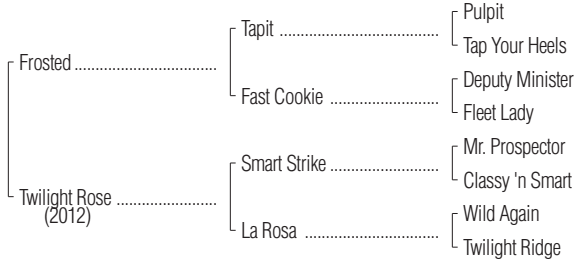 Pulpit
Tapit ....................................
Tap Your Heels
Frosted ................................
Deputy Minister
Fast Cookie ........................
Fleet Lady
Mr. Prospector
Smart Strike ........................
Classy 'n Smart
Twilight Rose ......................
(2012)
Wild Again
La Rosa ..............................
Twilight Ridge